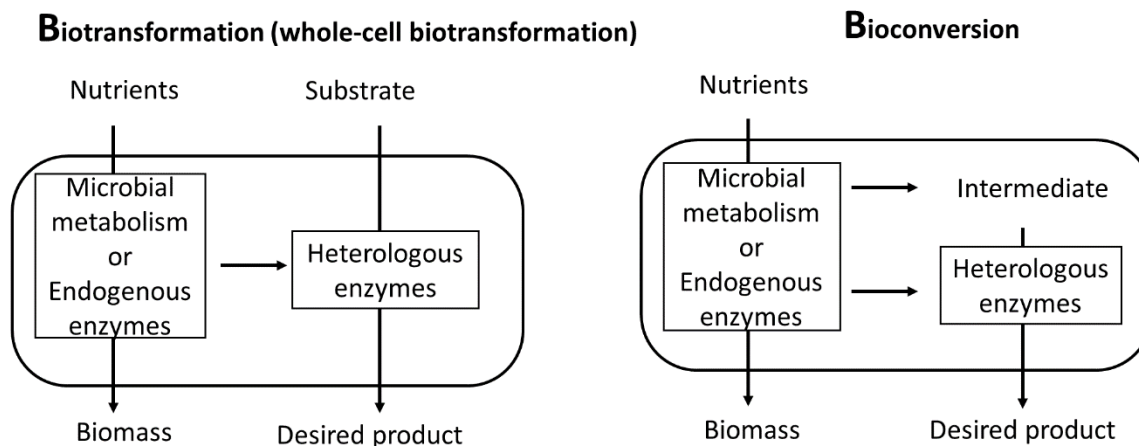 Biotransformation (whole-cell biotransformation)
Nutrients
Substrate
Microbial
metabolism
or
Endogenous
enzymes
Heterologous
enzymes
Biomass
Desired product
Bioconversion
Nutrients
Microbial
metabolism
or
Endogenous
enzymes
Intermediate
Heterologous
enzymes
Biomass
Desired product